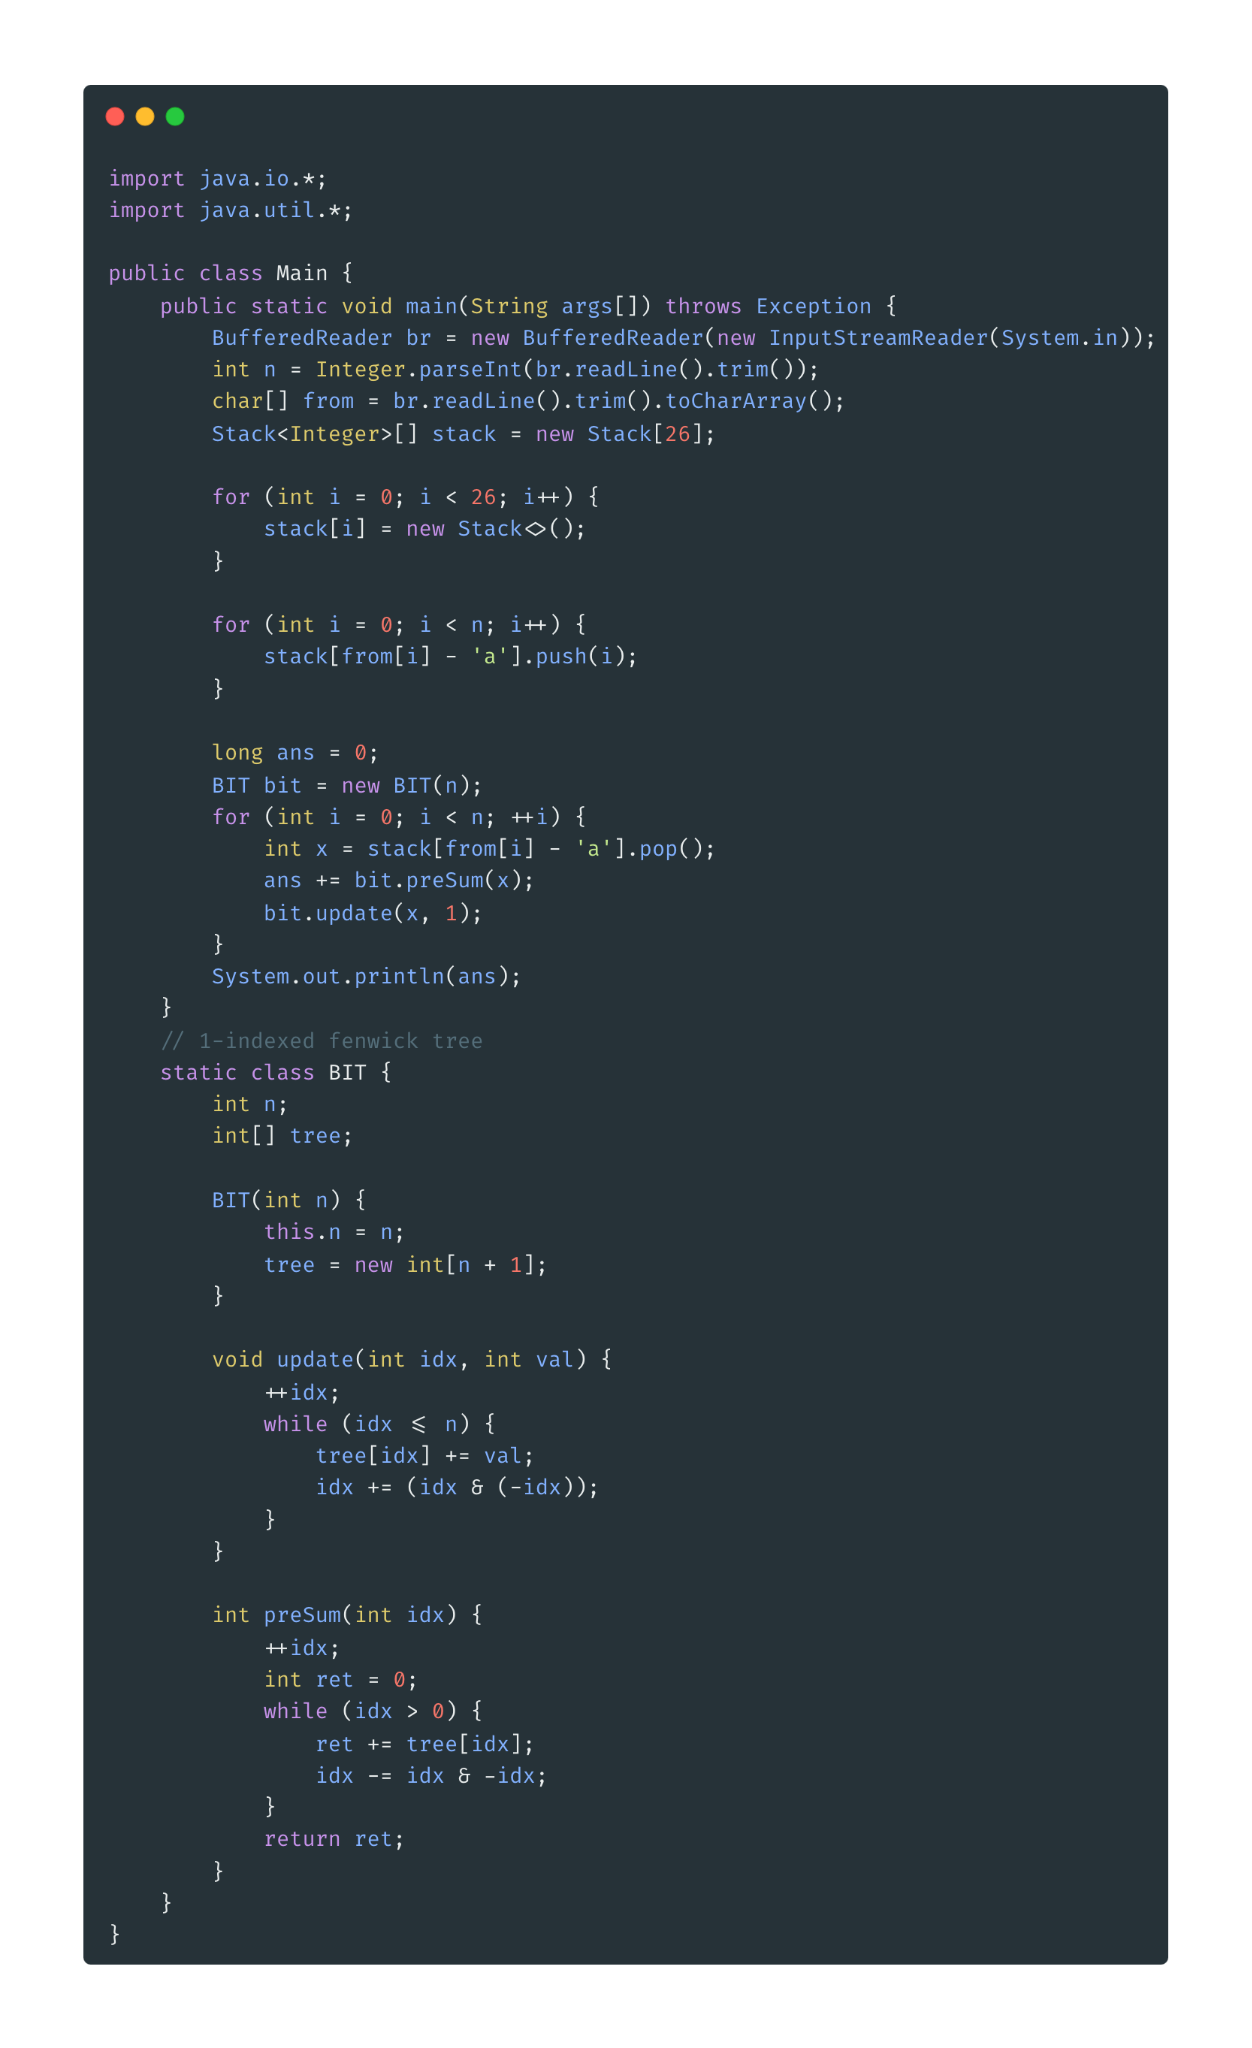 import java.io.*;
import java.util.*;

public class Main {
    public static void main(String args[]) throws Exception {
        BufferedReader br = new BufferedReader(new InputStreamReader(System.in));
        int n = Integer.parseInt(br.readLine().trim());
        char[] from = br.readLine().trim().toCharArray();
        Stack<Integer>[] stack = new Stack[26];

        for (int i = 0; i < 26; i++) {
            stack[i] = new Stack<>();
        }

        for (int i = 0; i < n; i++) {
            stack[from[i] - 'a'].push(i);
        }

        long ans = 0;
        BIT bit = new BIT(n);
        for (int i = 0; i < n; ++i) {
            int x = stack[from[i] - 'a'].pop();
            ans += bit.preSum(x);
            bit.update(x, 1);
        }
        System.out.println(ans);
    }
    // 1-indexed fenwick tree
    static class BIT {
        int n;
        int[] tree;

        BIT(int n) {
            this.n = n;
            tree = new int[n + 1];
        }

        void update(int idx, int val) {
            ++idx;
            while (idx <= n) {
                tree[idx] += val;
                idx += (idx & (-idx));
            }
        }

        int preSum(int idx) {
            ++idx;
            int ret = 0;
            while (idx > 0) {
                ret += tree[idx];
                idx -= idx & -idx;
            }
            return ret;
        }
    }
}